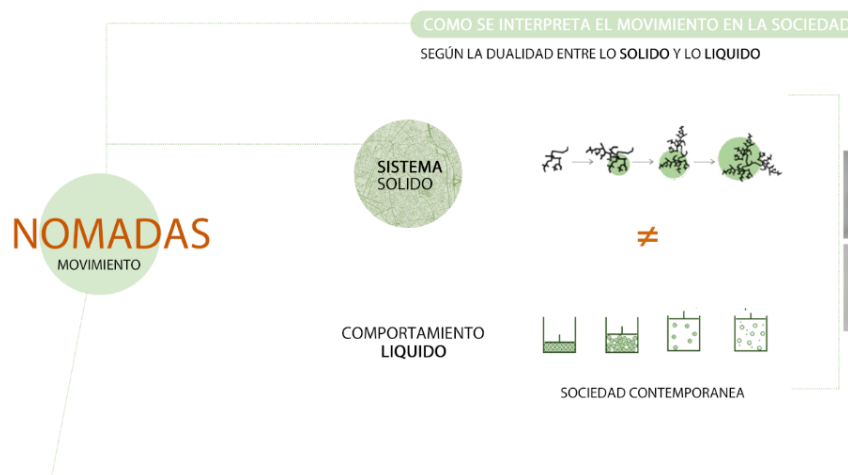 COMO SE INTERPRETA EL MOVIMIENTO EN LA SOCIEDAD
SEGÚN LA DUALIDAD ENTRE LO SOLIDO Y LO LIQUIDO
SISTEMA
SOLIDO
NOMADAS
MOVIMIENTO
≠
COMPORTAMIENTO
LIQUIDO
SOCIEDAD CONTEMPORANEA